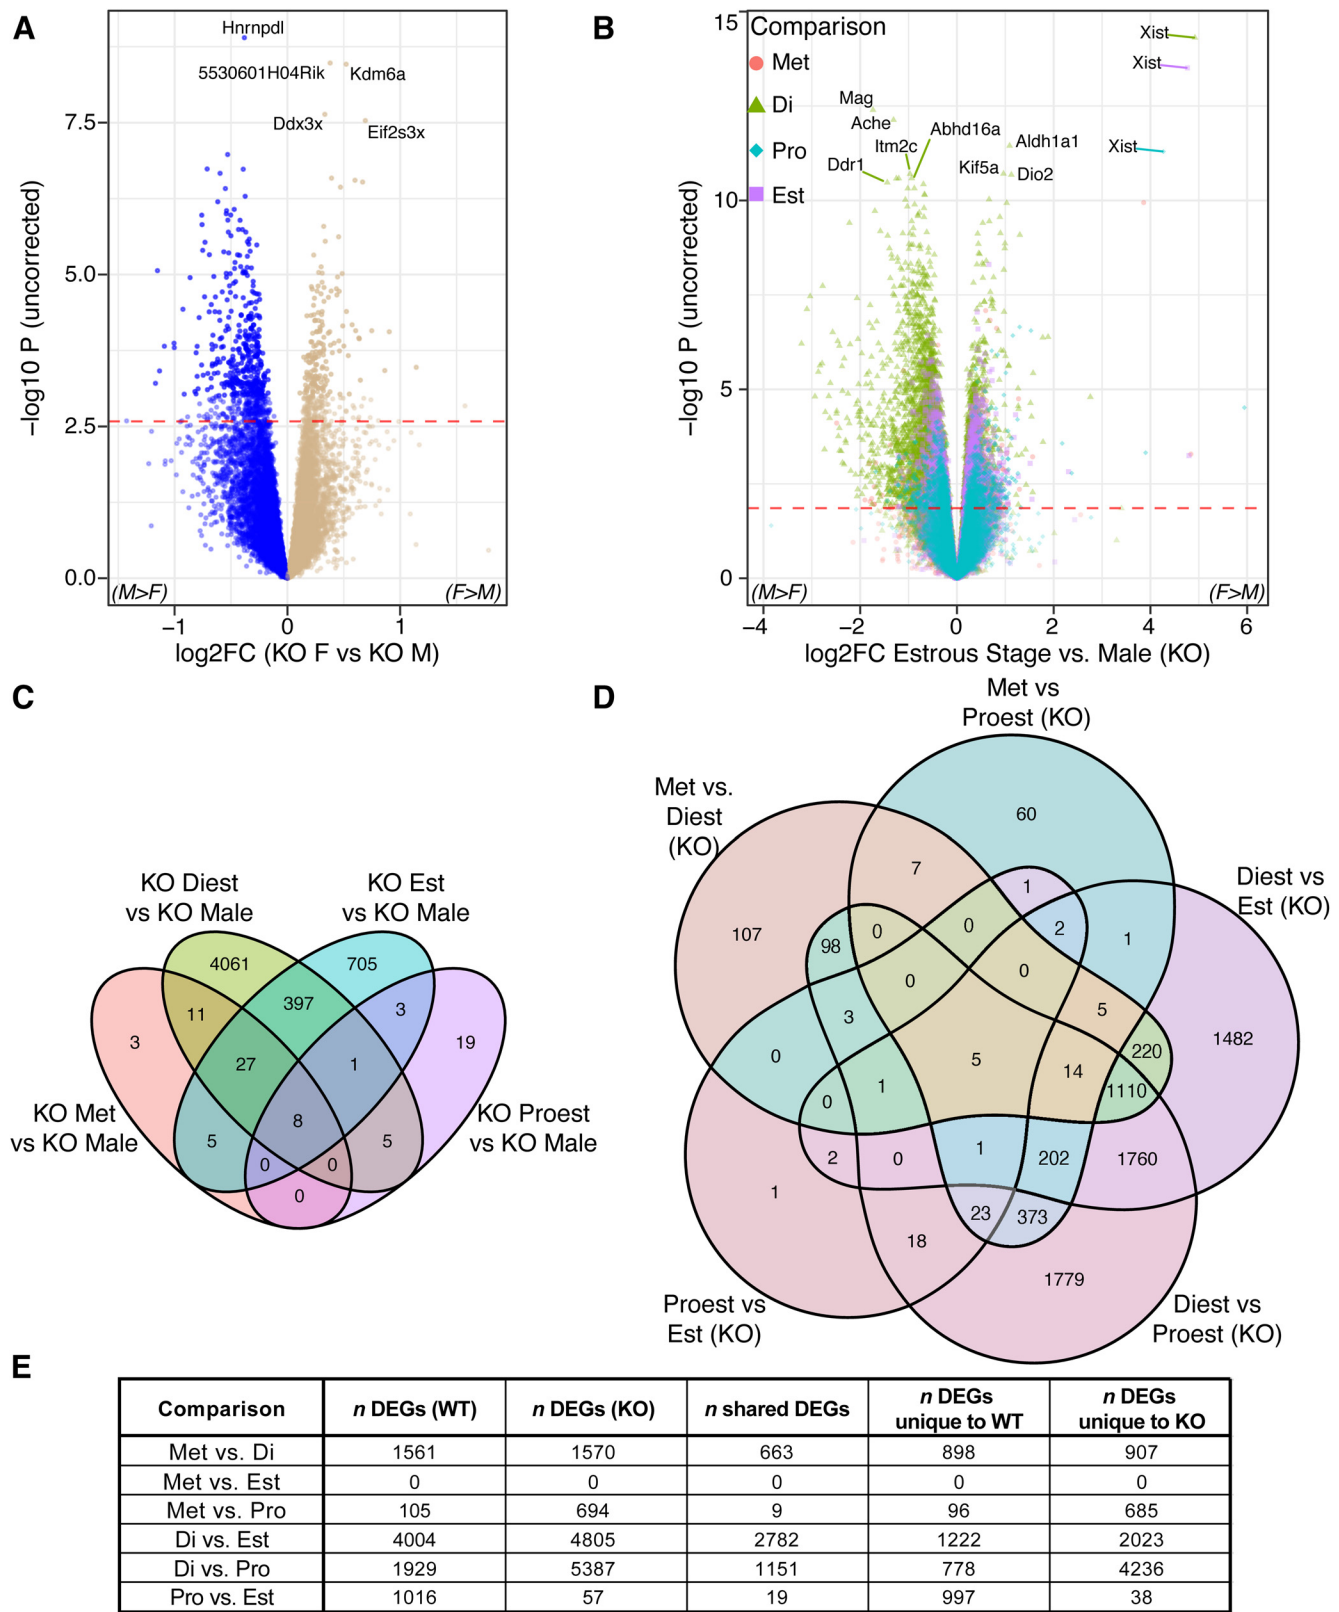 A
Hnrnpdl
5530601H04Rik
Kdm6a
Ddx3x
Eif2s3x
7.5
5.0
2.5
0.0
−log10 P (uncorrected)
(M>F)
(F>M)
−1
0
1
log2FC (KO F vs KO M)
B
Comparison
Met
Di
Pro
Est
Xist
Xist
Xist
Mag
Ache
Itm2c
Abhd16a
Ddr1
Aldh1a1
Kif5a
Dio2
15
10
5
0
−log10 P (uncorrected)
(M>F)
(F>M)
−4
−2
0
2
4
6
log2FC Estrous Stage vs. Male (KO)
C
KO Diest
vs KO Male
KO Est
vs KO Male
KO Met
vs KO Male
KO Proest
vs KO Male
4061
705
11
397
3
3
19
27
1
8
5
5
0
0
0
D
Met vs
Proest (KO)
Met vs.
Diest
(KO)
Diest vs
Est (KO)
Proest vs
Est (KO)
Diest vs
Proest (KO)
60
7
1
107
98
0
0
2
1
0
0
3
5
1482
0
5
14
220
1110
0
1
2
0
1
202
1760
1
23
373
18
1779
E
Comparison n DEGs (WT) n DEGs (KO) n shared DEGs n DEGs unique to WT n DEGs unique to KO
Met vs. Di 1561 1570 663 898 907
Met vs. Est 0 0 0 0 0
Met vs. Pro 105 694 9 96 685
Di vs. Est 4004 4805 2782 1222 2023
Di vs. Pro 1929 5387 1151 778 4236
Pro vs. Est 1016 57 19 997 38